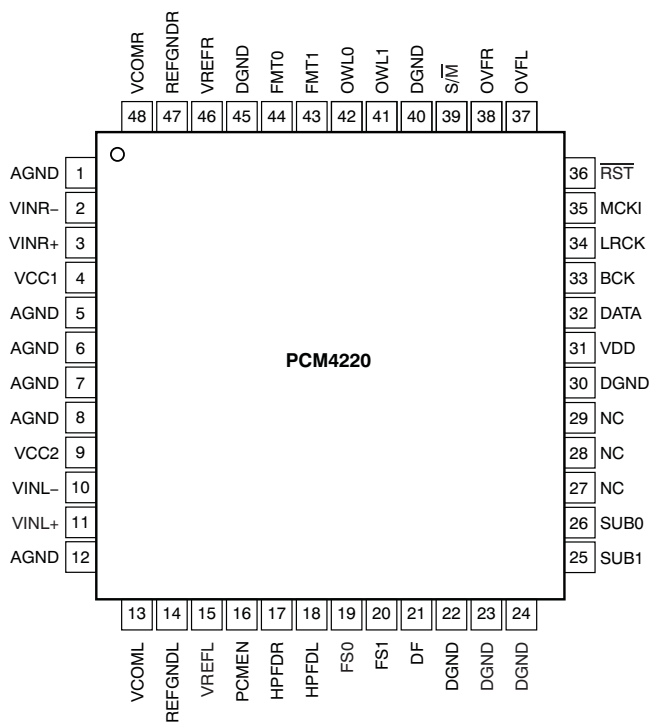 VCOMR REFGNDR VREFR DGND FMT0 FMT1 OWL0 OWL1 DGND S/M̅ OVFR OVFL
48 47 46 45 44 43 42 41 40 39 38 37
AGND 1
VINR− 2
VINR+ 3
VCC1 4
AGND 5
AGND 6
AGND 7
AGND 8
VCC2 9
VINL− 10
VINL+ 11
AGND 12
PCM4220
36 R̅S̅T̅
35 MCKI
34 LRCK
33 BCK
32 DATA
31 VDD
30 DGND
29 NC
28 NC
27 NC
26 SUB0
25 SUB1
13 14 15 16 17 18 19 20 21 22 23 24
VCOML REFGNDL VREFL PCMEN HPFDR HPFDL FS0 FS1 DF DGND DGND DGND